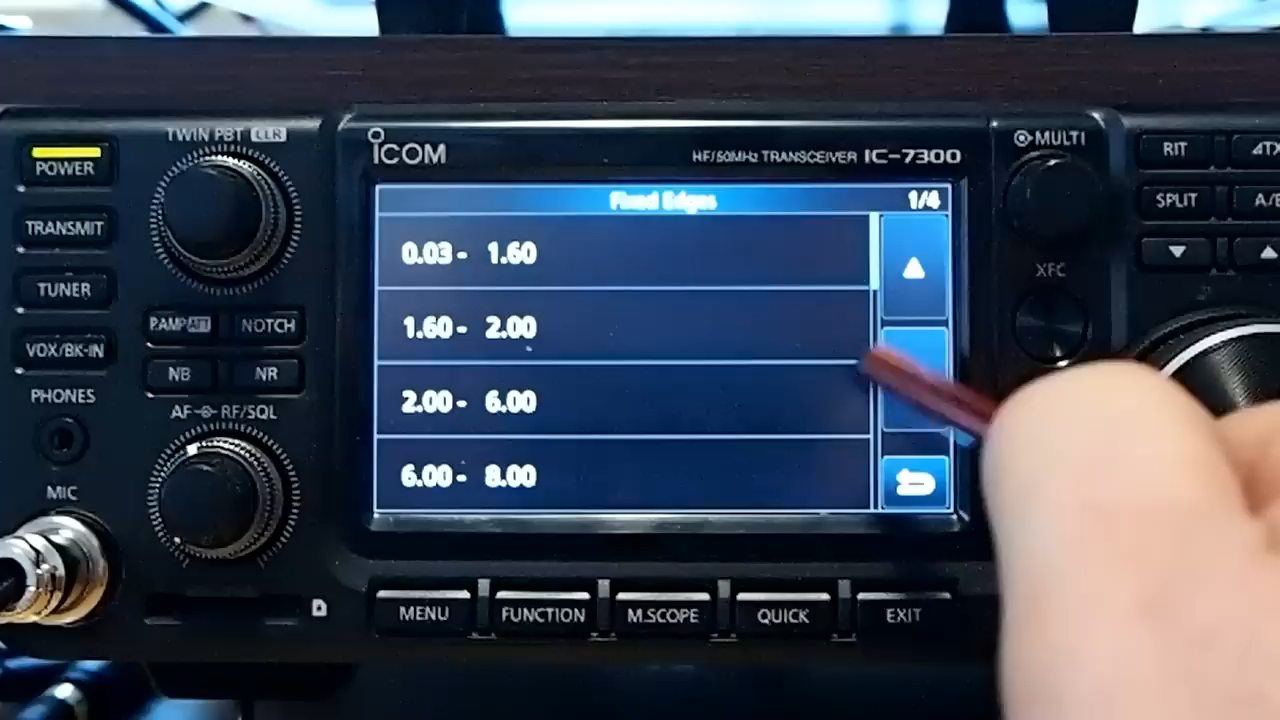 TWIN PBT CLR
POWER
TRANSMIT
TUNER
VOX/BK-IN
P.AMP ATT
NOTCH
NB
NR
PHONES
AF RF/SQL
MIC
ICOM
HF/50MHz TRANSCEIVER IC-7300
Fixed Edges
1/4
0.03 - 1.60
1.60 - 2.00
2.00 - 6.00
6.00 - 8.00
MENU
FUNCTION
M.SCOPE
QUICK
EXIT
MULTI
RIT
SPLIT
XFC